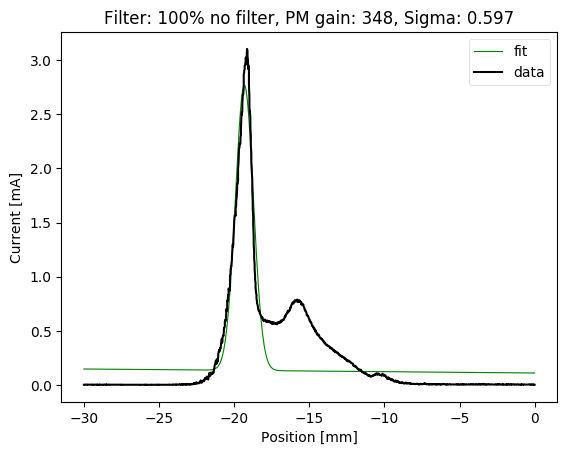 Filter: 100% no filter, PM gain: 348, Sigma: 0.597
fit
data
3.0
2.5
2.0
1.5
1.0
0.5
0.0
Current [mA]
−30
−25
−20
−15
−10
−5
0
Position [mm]